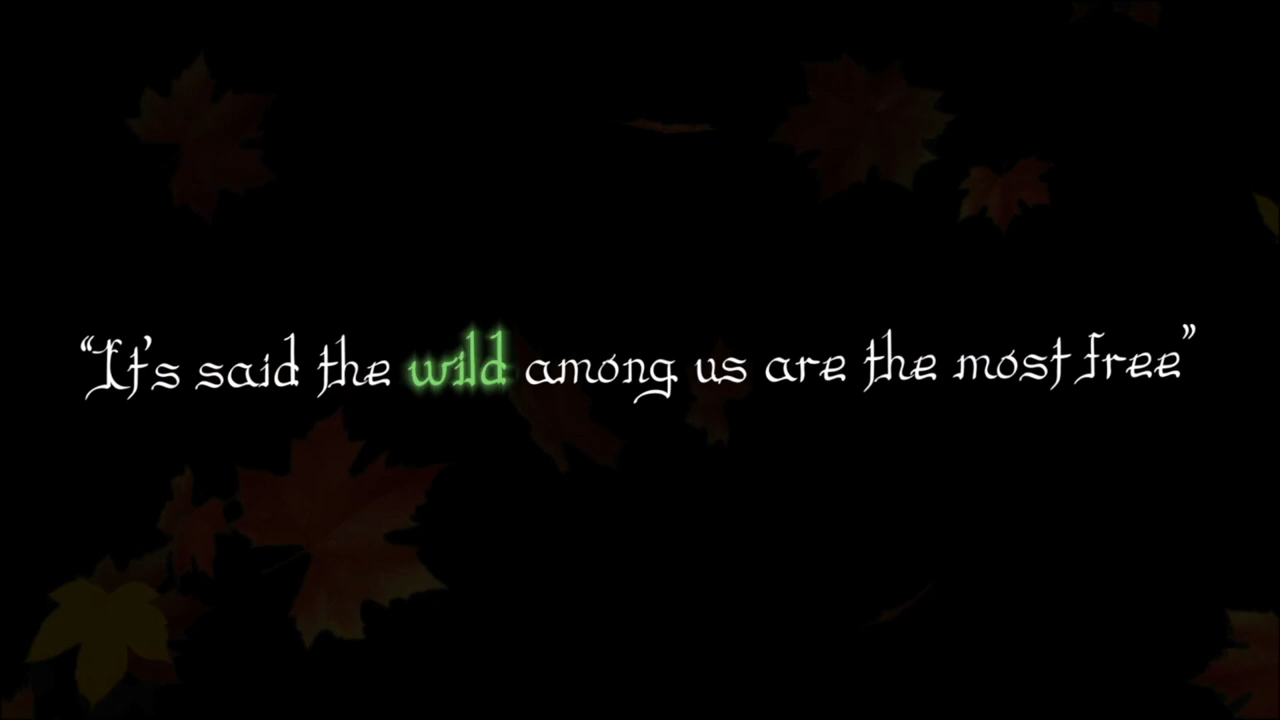 “It's said the wild among us are the most free”